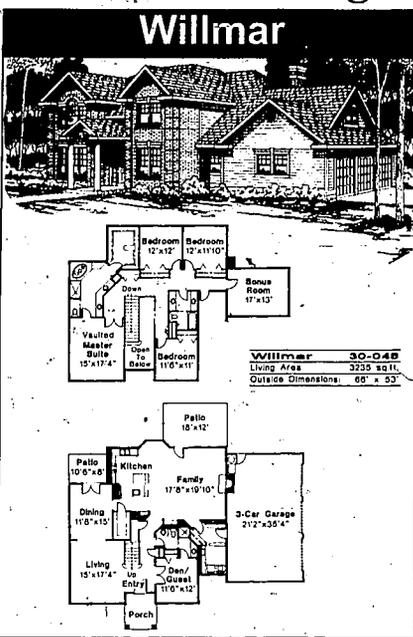 Willmar
Bedroom
12'x12'
Bedroom
12'x11'10"
Down
Bonus
Room
17'x13'
Vaulted
Master
Suite
15'x17'4"
Open
To
Below
Bedroom
11'6"x11'
Willmar 30-048
Living Area 3235 sq.ft.
Outside Dimensions: 66' x 53'
Patio
18'x12'
Patio
10'6"x8'
Kitchen
Family
17'8"x19'10"
Dining
11'8"x15'
3-Car Garage
21'2"x35'4"
Living
15'x17'4"
Up
Entry
Den/
Guest
11'6"x12'
Porch